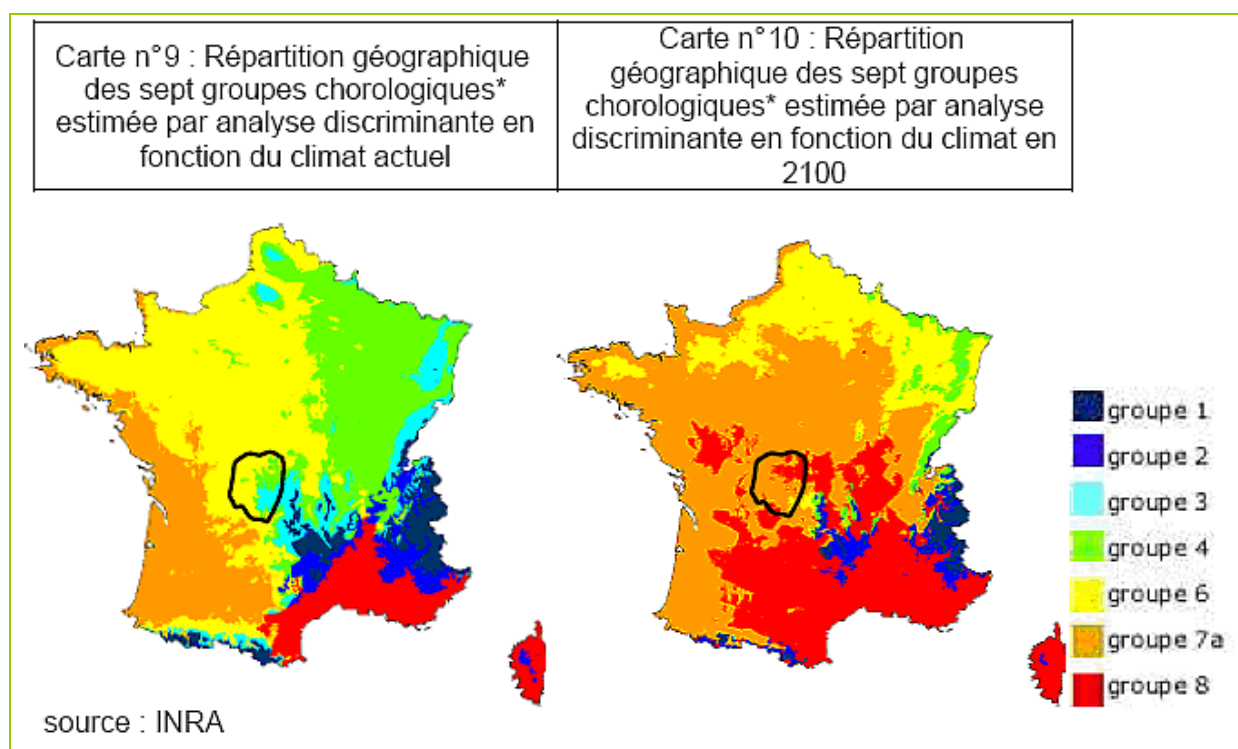 Carte n°9 : Répartition géographique
des sept groupes chorologiques*
estimée par analyse discriminante en
fonction du climat actuel
Carte n°10 : Répartition
géographique des sept groupes
chorologiques* estimée par analyse
discriminante en fonction du climat en
2100
groupe 1
groupe 2
groupe 3
groupe 4
groupe 6
groupe 7a
groupe 8
source : INRA